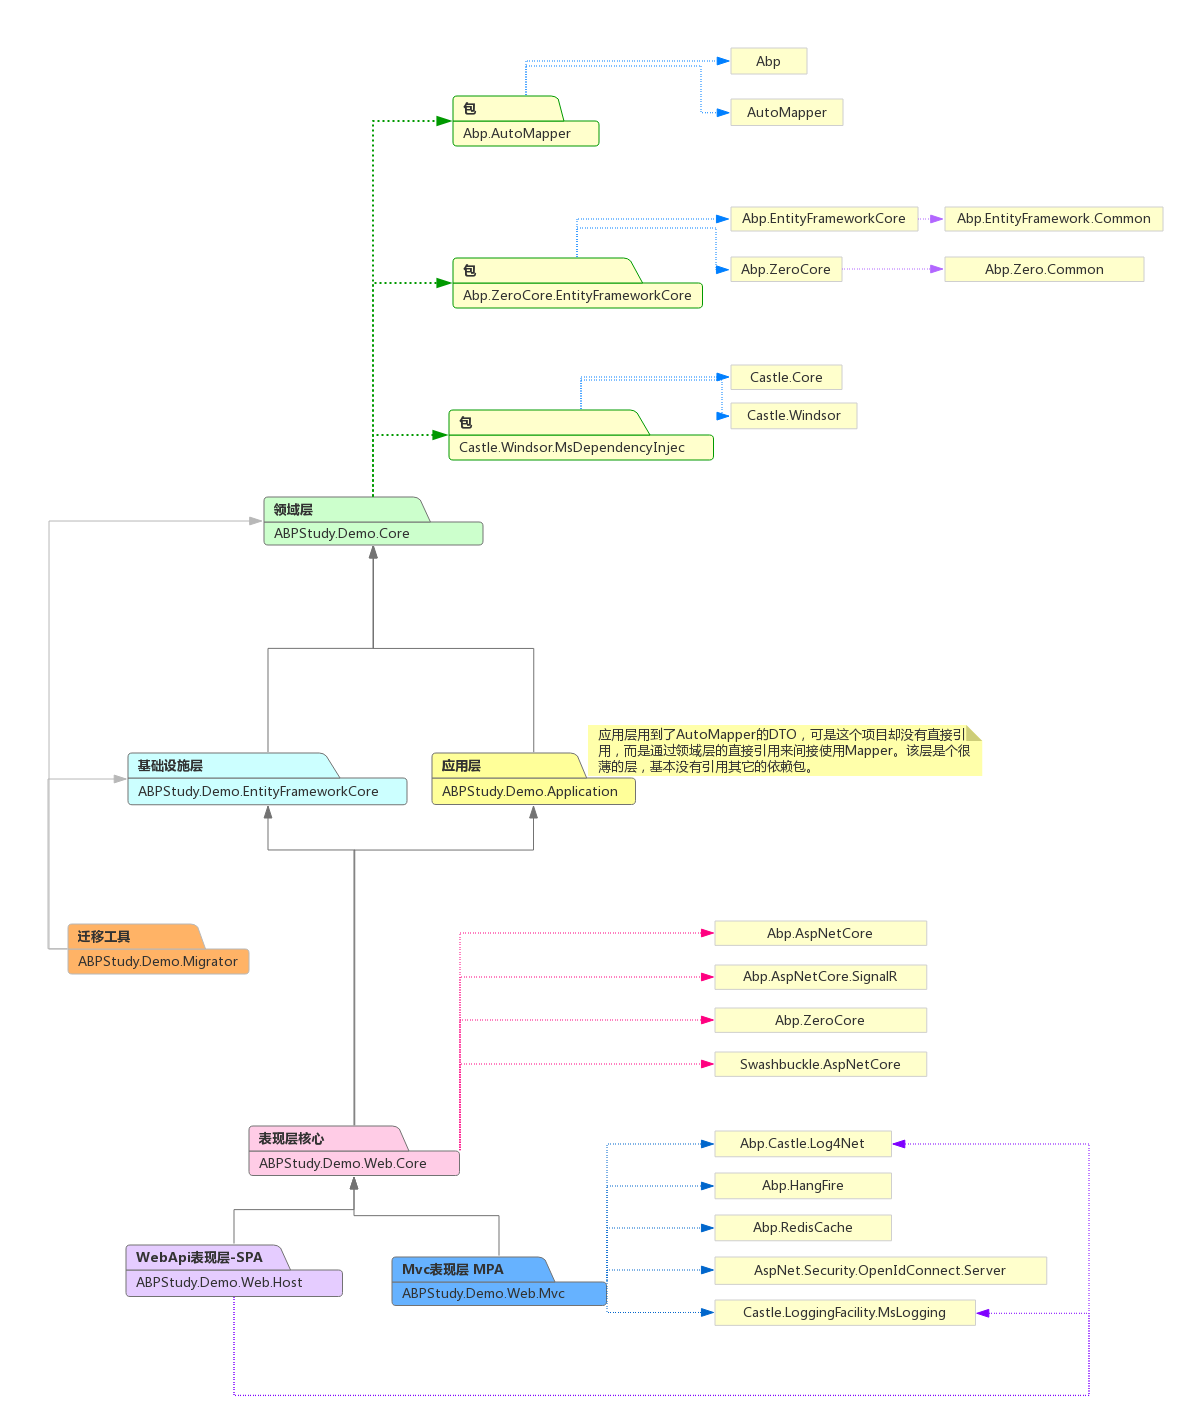 Abp
包
Abp.AutoMapper
AutoMapper
Abp.EntityFrameworkCore
Abp.EntityFramework.Common
包
Abp.ZeroCore.EntityFrameworkCore
Abp.ZeroCore
Abp.Zero.Common
Castle.Core
Castle.Windsor
包
Castle.Windsor.MsDependencyInjec
领域层
ABPStudy.Demo.Core
应用层用到了AutoMapper的DTO，可是这个项目却没有直接引
用，而是通过领域层的直接引用来间接使用Mapper。该层是个很
薄的层，基本没有引用其它的依赖包。
基础设施层
ABPStudy.Demo.EntityFrameworkCore
应用层
ABPStudy.Demo.Application
迁移工具
ABPStudy.Demo.Migrator
Abp.AspNetCore
Abp.AspNetCore.SignalR
Abp.ZeroCore
Swashbuckle.AspNetCore
表现层核心
ABPStudy.Demo.Web.Core
Abp.Castle.Log4Net
Abp.HangFire
Abp.RedisCache
AspNet.Security.OpenIdConnect.Server
Castle.LoggingFacility.MsLogging
WebApi表现层-SPA
ABPStudy.Demo.Web.Host
Mvc表现层 MPA
ABPStudy.Demo.Web.Mvc